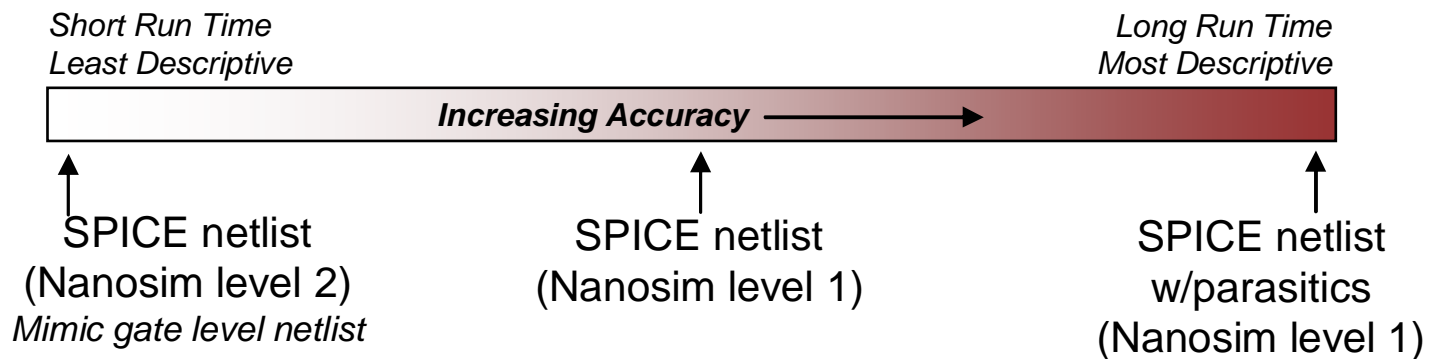 Short Run Time
Least Descriptive
Long Run Time
Most Descriptive
Increasing Accuracy
SPICE netlist
(Nanosim level 2)
Mimic gate level netlist
SPICE netlist
(Nanosim level 1)
SPICE netlist
w/parasitics
(Nanosim level 1)